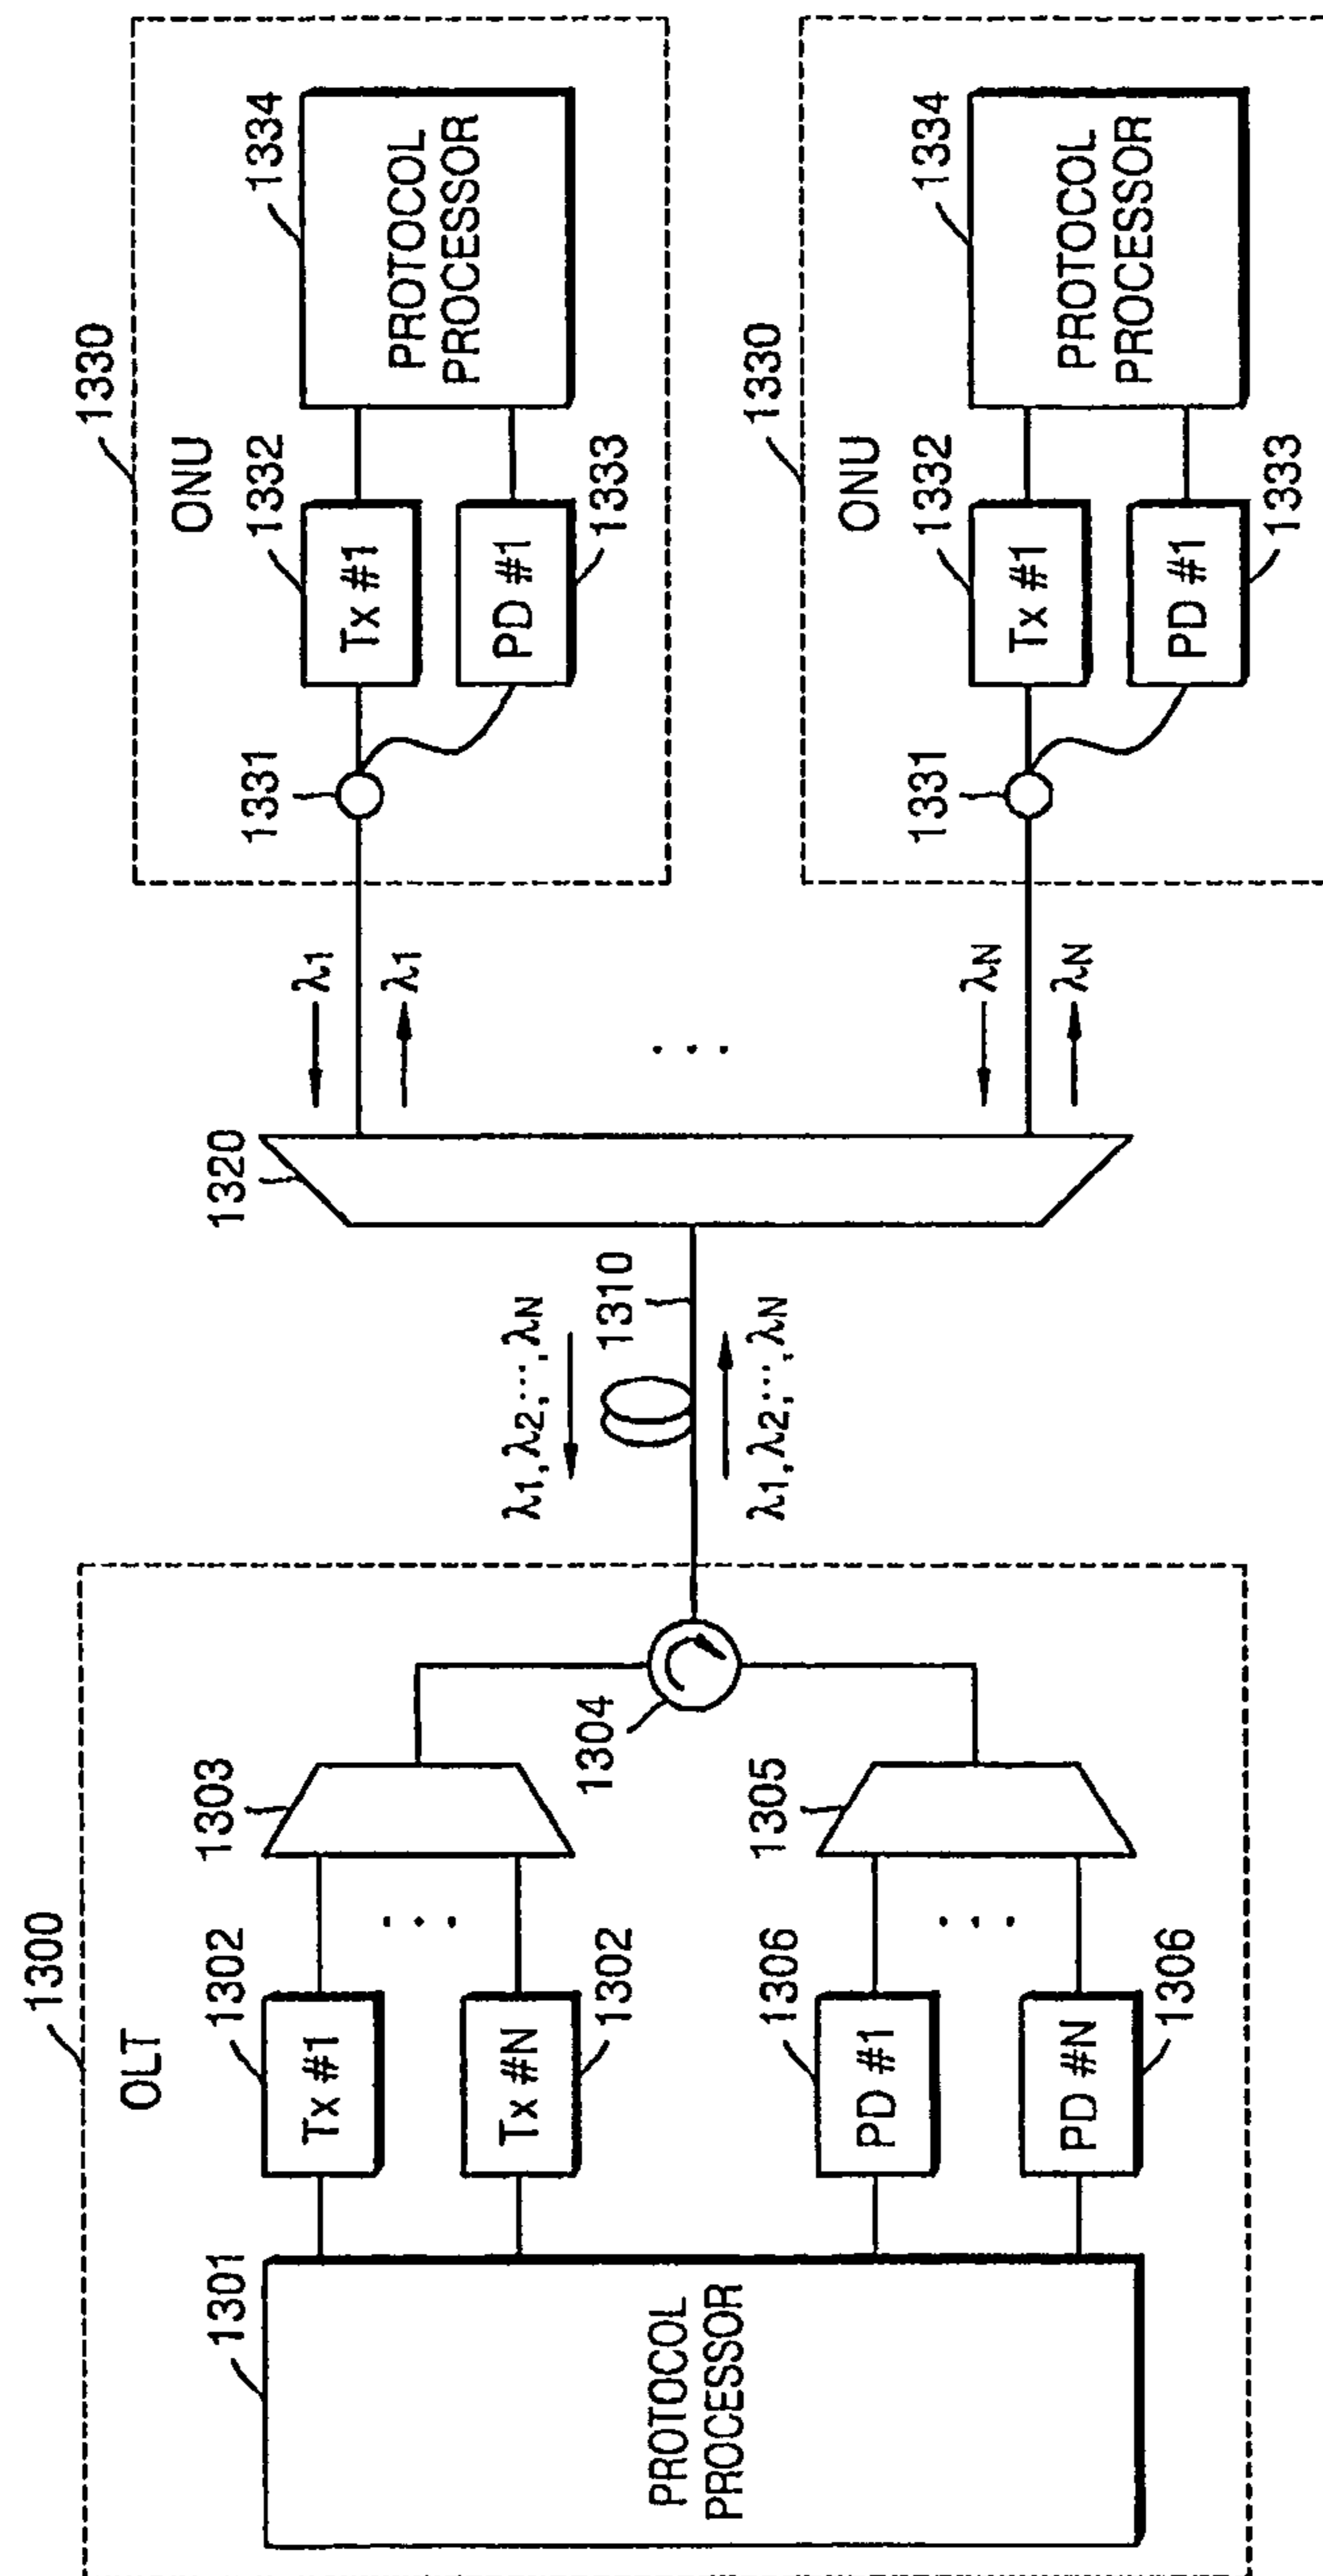 1300
OLT
1301
PROTOCOL
PROCESSOR
1302
Tx #1
Tx #N
1302
1306
PD #1
PD #N
1306
1303
1305
1304
λ1,λ2,⋯,λN
1310
λ1,λ2,⋯,λN
1320
λ1
λ1
...
λN
λN
1330
ONU
1331
1332
Tx #1
PD #1
1333
1334
PROTOCOL
PROCESSOR
1330
ONU
1331
1332
Tx #1
PD #1
1333
1334
PROTOCOL
PROCESSOR